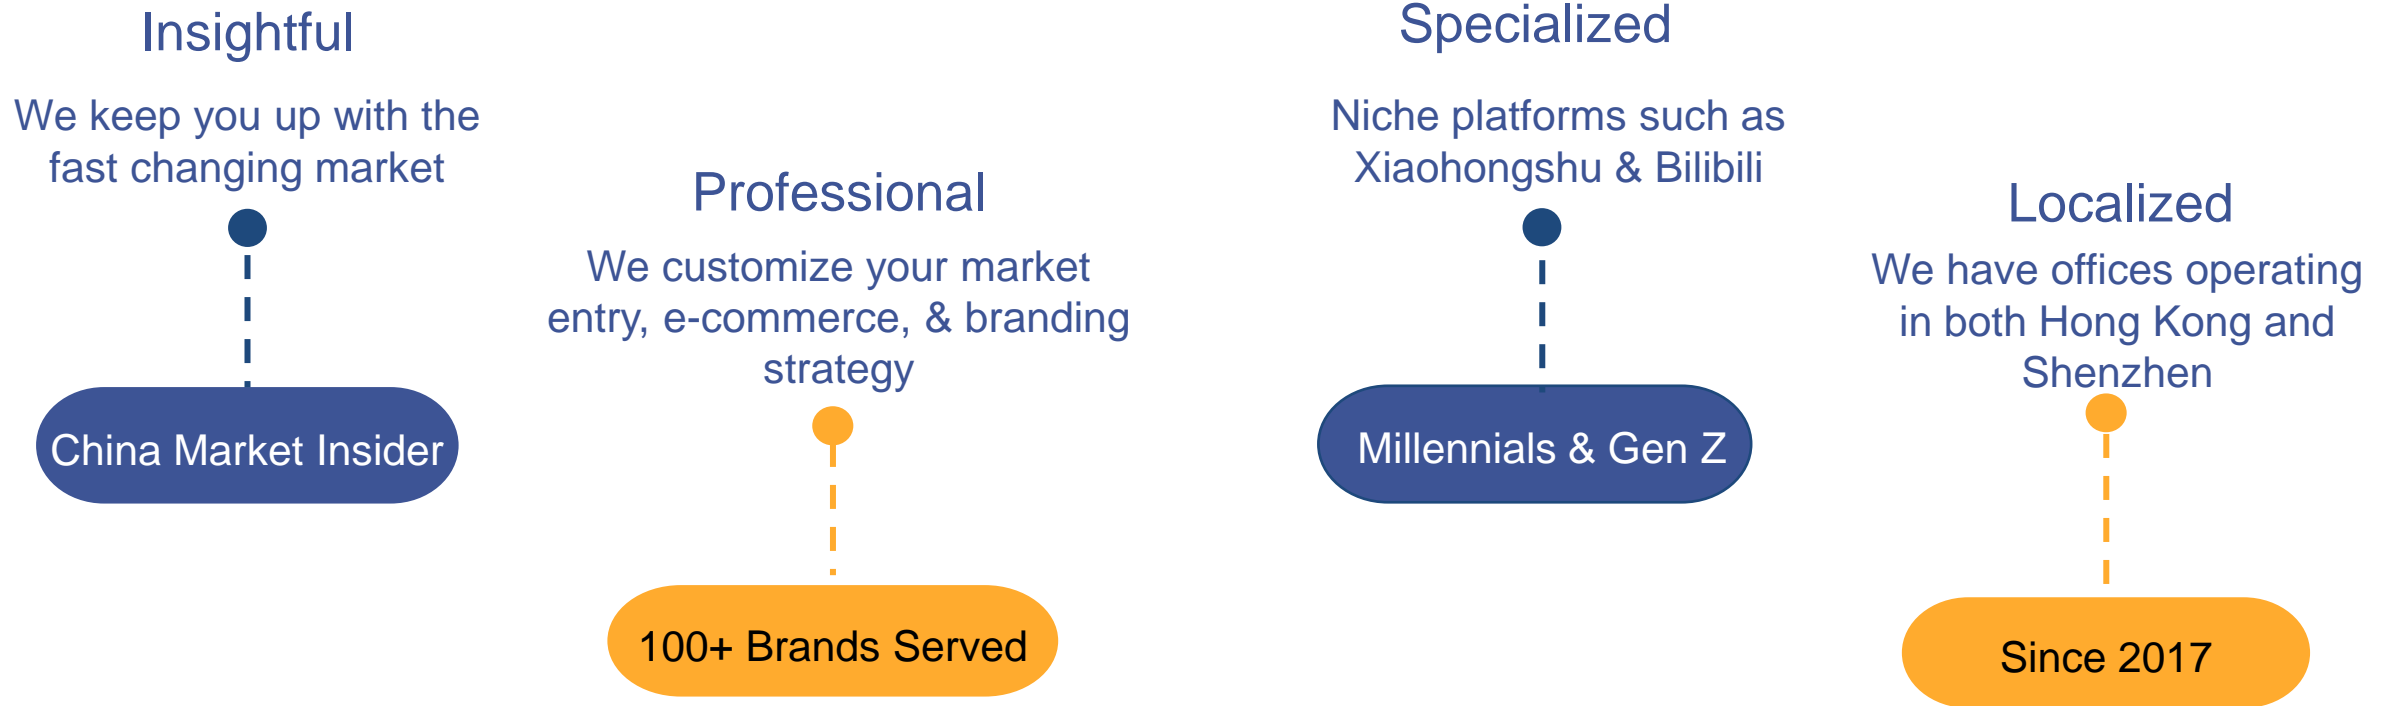 Insightful
We keep you up with the
fast changing market
China Market Insider
Professional
We customize your market
entry, e-commerce, & branding
strategy
100+ Brands Served
Specialized
Niche platforms such as
Xiaohongshu & Bilibili
Millennials & Gen Z
Localized
We have offices operating
in both Hong Kong and
Shenzhen
Since 2017